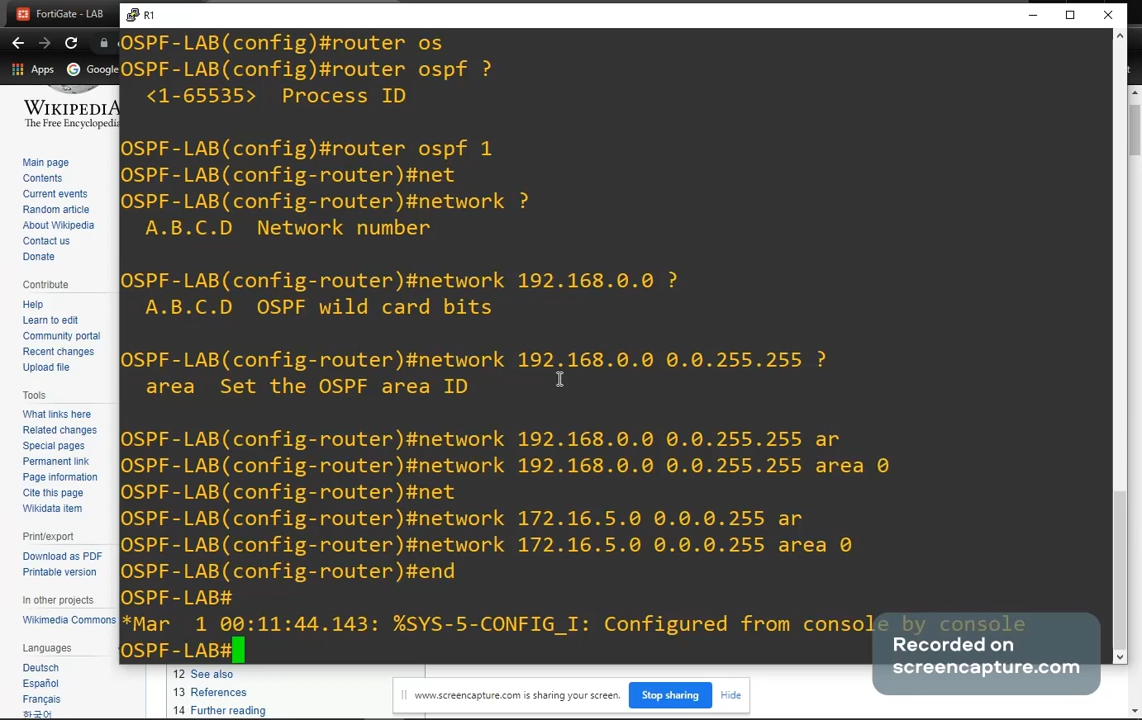 FortiGate - LAB
R1
Apps
Google
WIKIPEDIA
The Free Encyclopedia
Main page
Contents
Current events
Random article
About Wikipedia
Contact us
Donate
Contribute
Help
Learn to edit
Community portal
Recent changes
Upload file
Tools
What links here
Related changes
Special pages
Permanent link
Page information
Cite this page
Wikidata item
Print/export
Download as PDF
Printable version
In other projects
Wikimedia Commons
Languages
Deutsch
Español
Français
한국어
OSPF-LAB(config)#router os
OSPF-LAB(config)#router ospf ?
<1-65535>  Process ID
OSPF-LAB(config)#router ospf 1
OSPF-LAB(config-router)#net
OSPF-LAB(config-router)#network ?
A.B.C.D  Network number
OSPF-LAB(config-router)#network 192.168.0.0 ?
A.B.C.D  OSPF wild card bits
OSPF-LAB(config-router)#network 192.168.0.0 0.0.255.255 ?
area  Set the OSPF area ID
OSPF-LAB(config-router)#network 192.168.0.0 0.0.255.255 ar
OSPF-LAB(config-router)#network 192.168.0.0 0.0.255.255 area 0
OSPF-LAB(config-router)#net
OSPF-LAB(config-router)#network 172.16.5.0 0.0.0.255 ar
OSPF-LAB(config-router)#network 172.16.5.0 0.0.0.255 area 0
OSPF-LAB(config-router)#end
OSPF-LAB#
*Mar  1 00:11:44.143: %SYS-5-CONFIG_I: Configured from console by console
OSPF-LAB#
Recorded on
screencapture.com
12 See also
13 References
14 Further reading
www.screencapture.com is sharing your screen.
Stop sharing
Hide